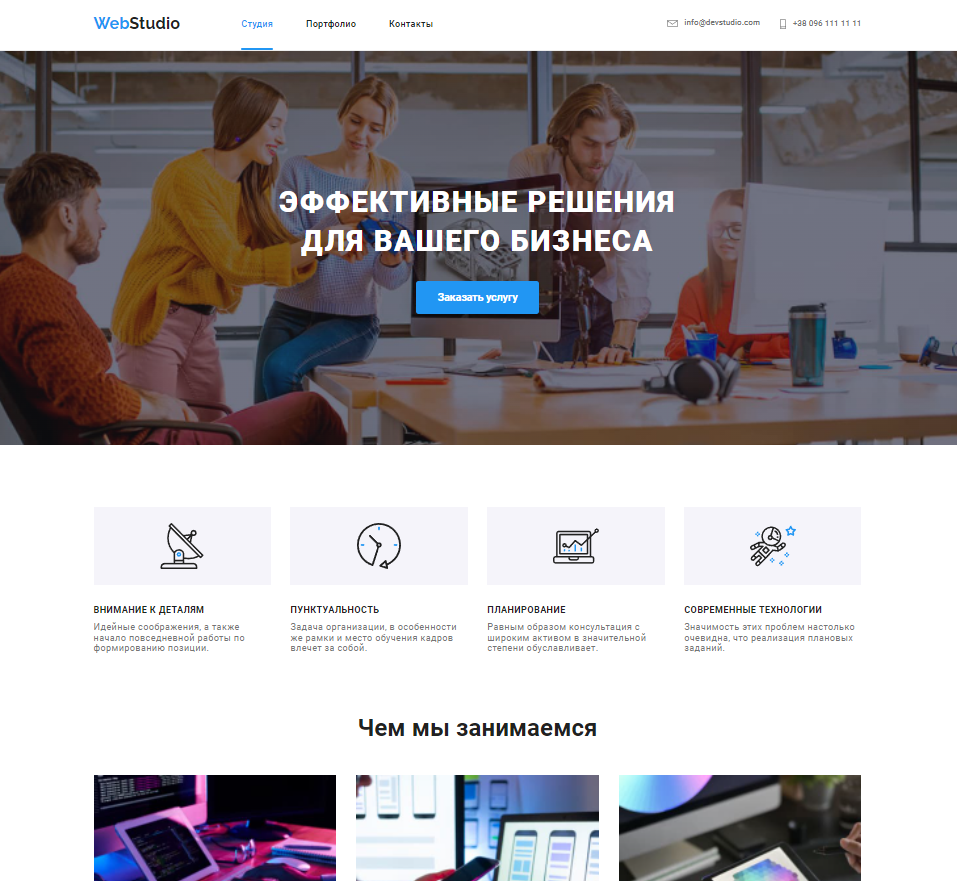 WebStudio
Студия
Портфолио
Контакты
info@devstudio.com
+38 096 111 11 11
ЭФФЕКТИВНЫЕ РЕШЕНИЯ
ДЛЯ ВАШЕГО БИЗНЕСА
Заказать услугу
ВНИМАНИЕ К ДЕТАЛЯМ
Идейные соображения, а также
начало повседневной работы по
формированию позиции.
ПУНКТУАЛЬНОСТЬ
Задача организации, в особенности
же рамки и место обучения кадров
влечет за собой.
ПЛАНИРОВАНИЕ
Равным образом консультация с
широким активом в значительной
степени обуславливает.
СОВРЕМЕННЫЕ ТЕХНОЛОГИИ
Значимость этих проблем настолько
очевидна, что реализация плановых
заданий.
Чем мы занимаемся